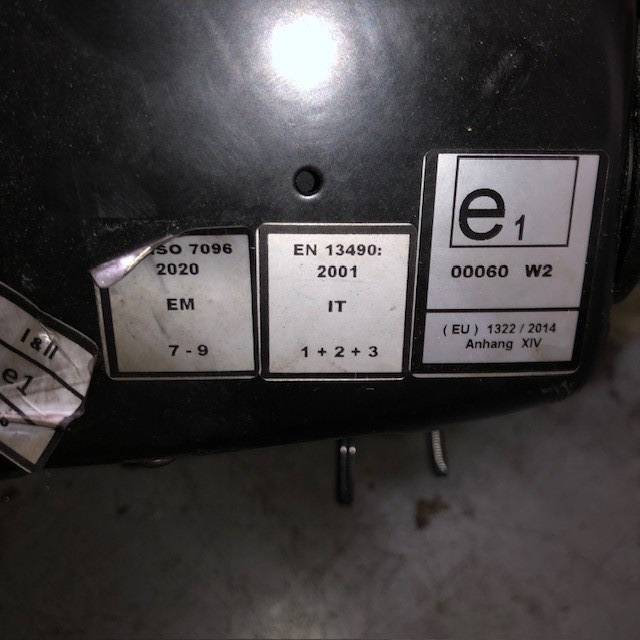 ISO 7096
2020
EM
7 - 9
EN 13490:
2001
IT
1 + 2 + 3
e1
00060 W2
( EU ) 1322 / 2014
Anhang XIV
I & II
e1